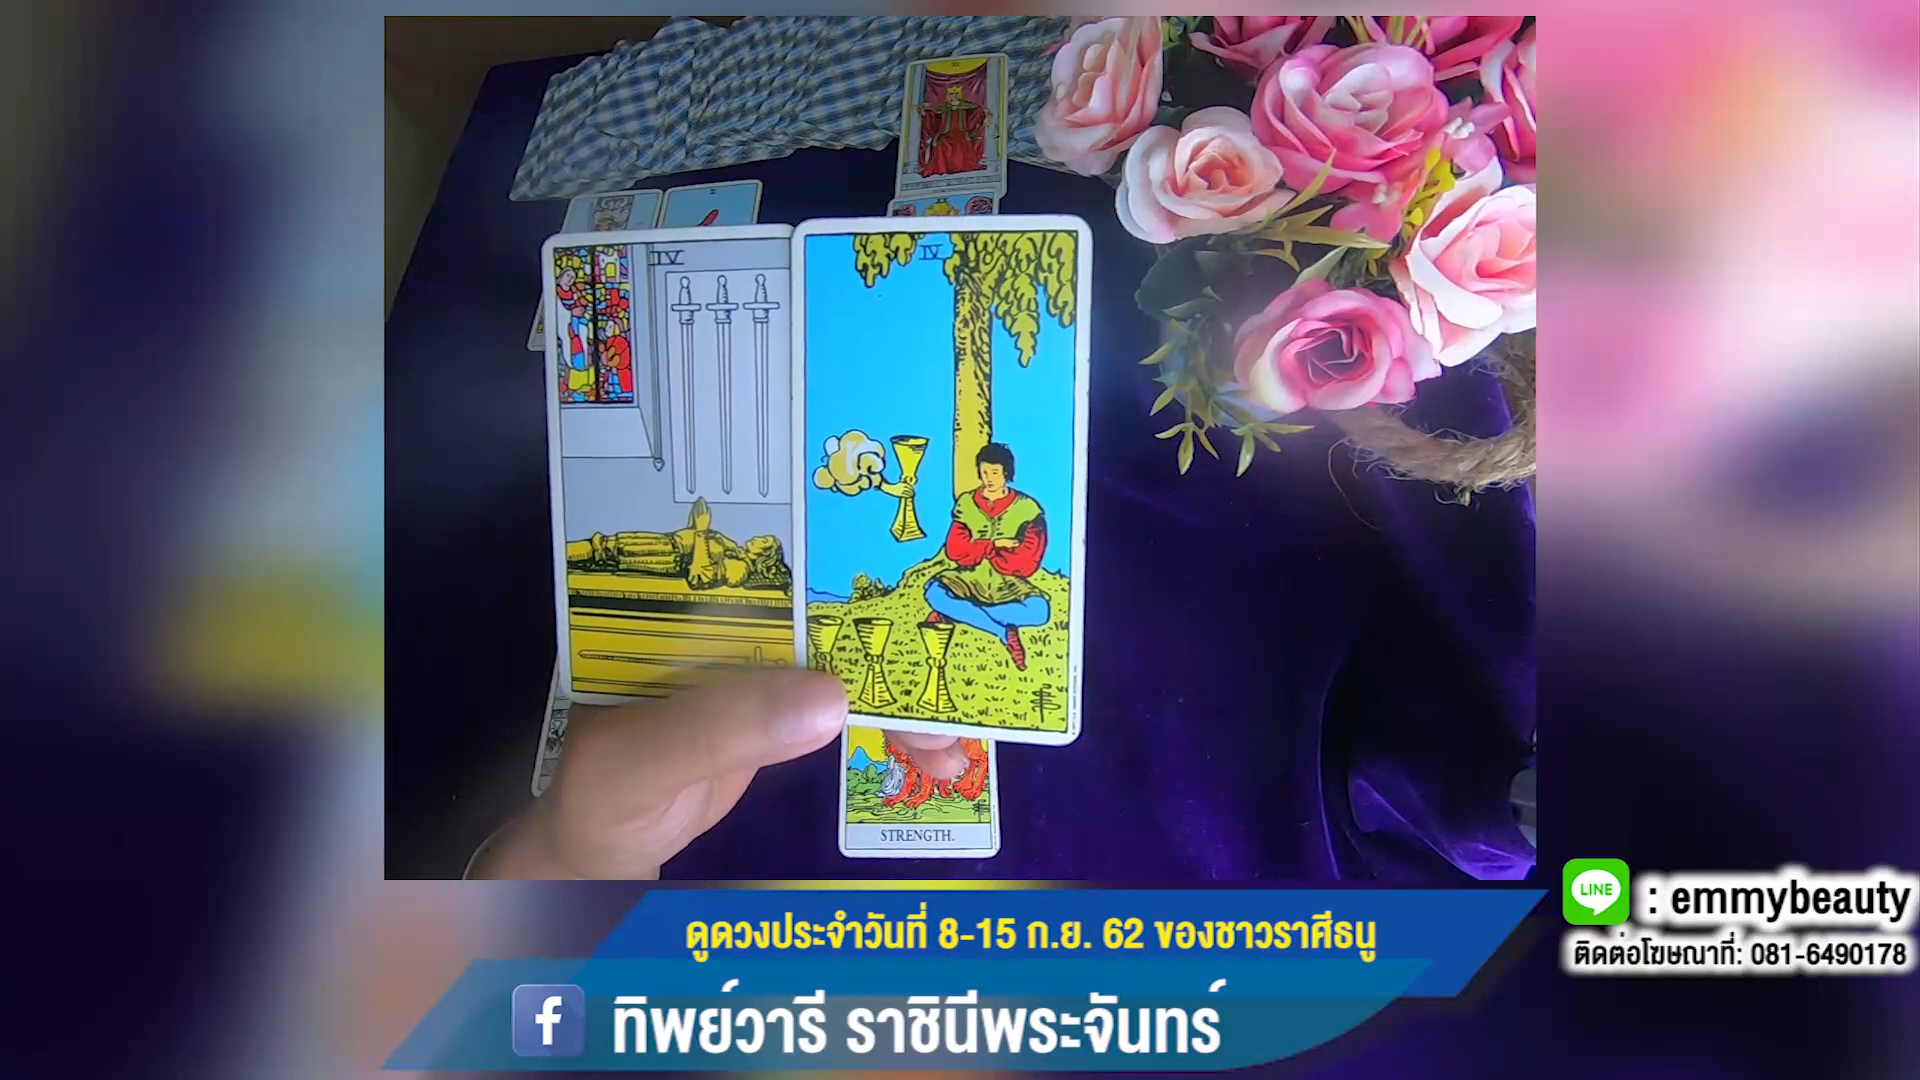 IV
IV
STRENGTH.
LINE : emmybeauty
ติดต่อโฆษณาที่: 081-6490178
ดูดวงประจำวันที่ 8-15 ก.ย. 62 ของชาวราศีธนู
f ทิพย์วารี ราชินีพระจันทร์